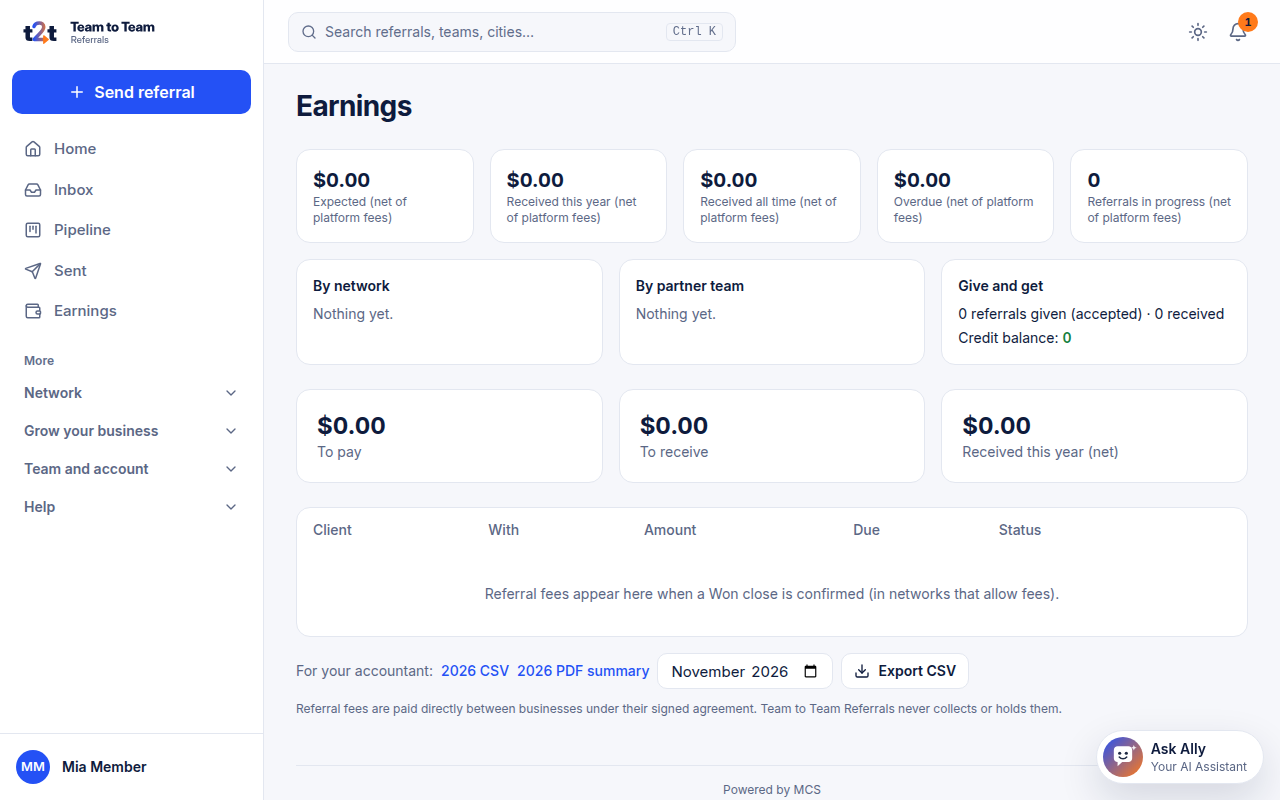 t2t Team to Team
Referrals
Search referrals, teams, cities... Ctrl K
1
Send referral
Home
Inbox
Pipeline
Sent
Earnings
More
Network
Grow your business
Team and account
Help
MM Mia Member
Earnings
$0.00
Expected (net of
platform fees)
$0.00
Received this year (net
of platform fees)
$0.00
Received all time (net of
platform fees)
$0.00
Overdue (net of platform
fees)
0
Referrals in progress (net
of platform fees)
By network
Nothing yet.
By partner team
Nothing yet.
Give and get
0 referrals given (accepted) · 0 received
Credit balance: 0
$0.00
To pay
$0.00
To receive
$0.00
Received this year (net)
Client With Amount Due Status
Referral fees appear here when a Won close is confirmed (in networks that allow fees).
For your accountant: 2026 CSV 2026 PDF summary November 2026 Export CSV
Referral fees are paid directly between businesses under their signed agreement. Team to Team Referrals never collects or holds them.
Ask Ally
Your AI Assistant
Powered by MCS